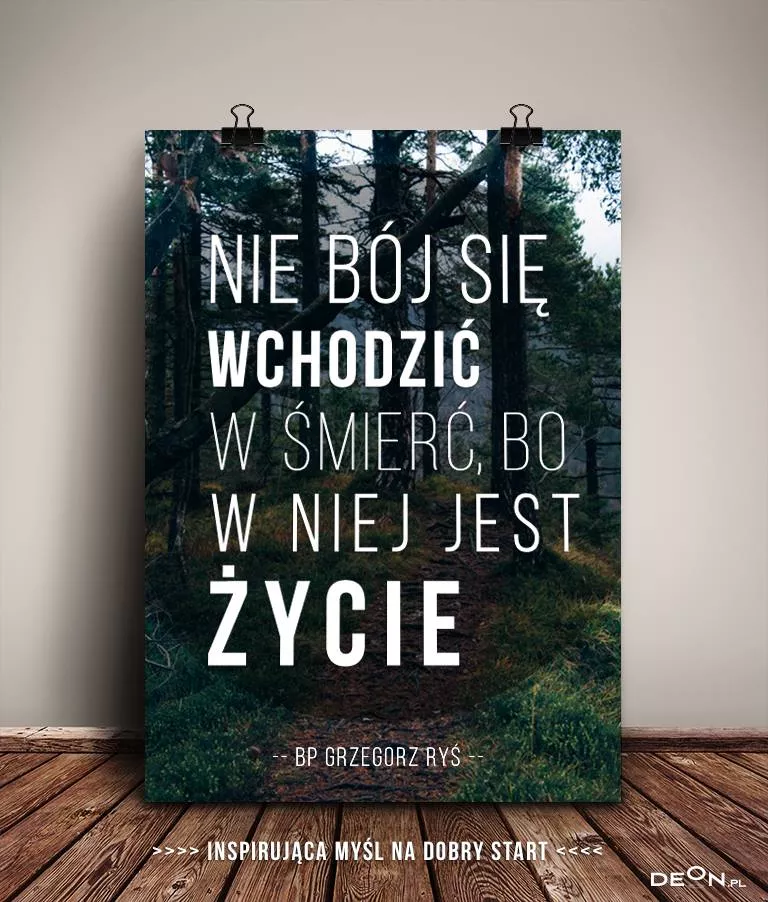 NIE BÓJ SIĘ
WCHODZIĆ
W ŚMIERĆ, BO
W NIEJ JEST
ŻYCIE
-- BP GRZEGORZ RYŚ --
>>>> INSPIRUJĄCA MYŚL NA DOBRY START <<<<
DEON.PL